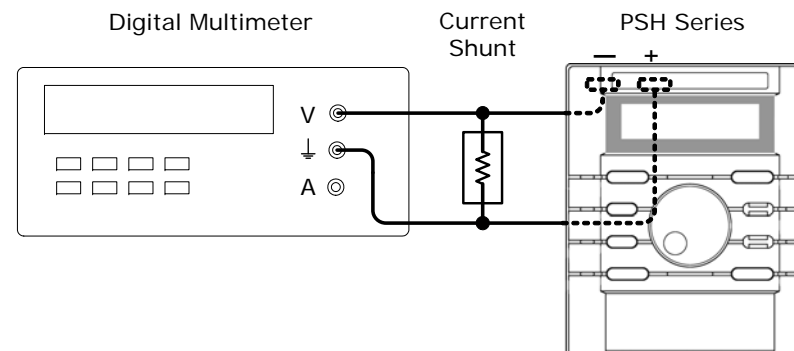 Digital Multimeter
Current
Shunt
PSH Series
— +
V
A